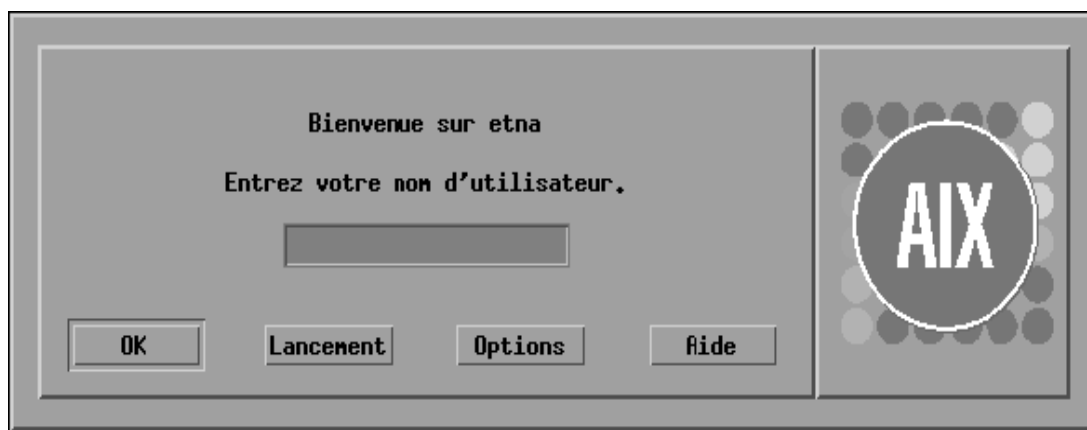 Bienvenue sur etna
Entrez votre nom d'utilisateur.
OK
Lancement
Options
Aide
AIX